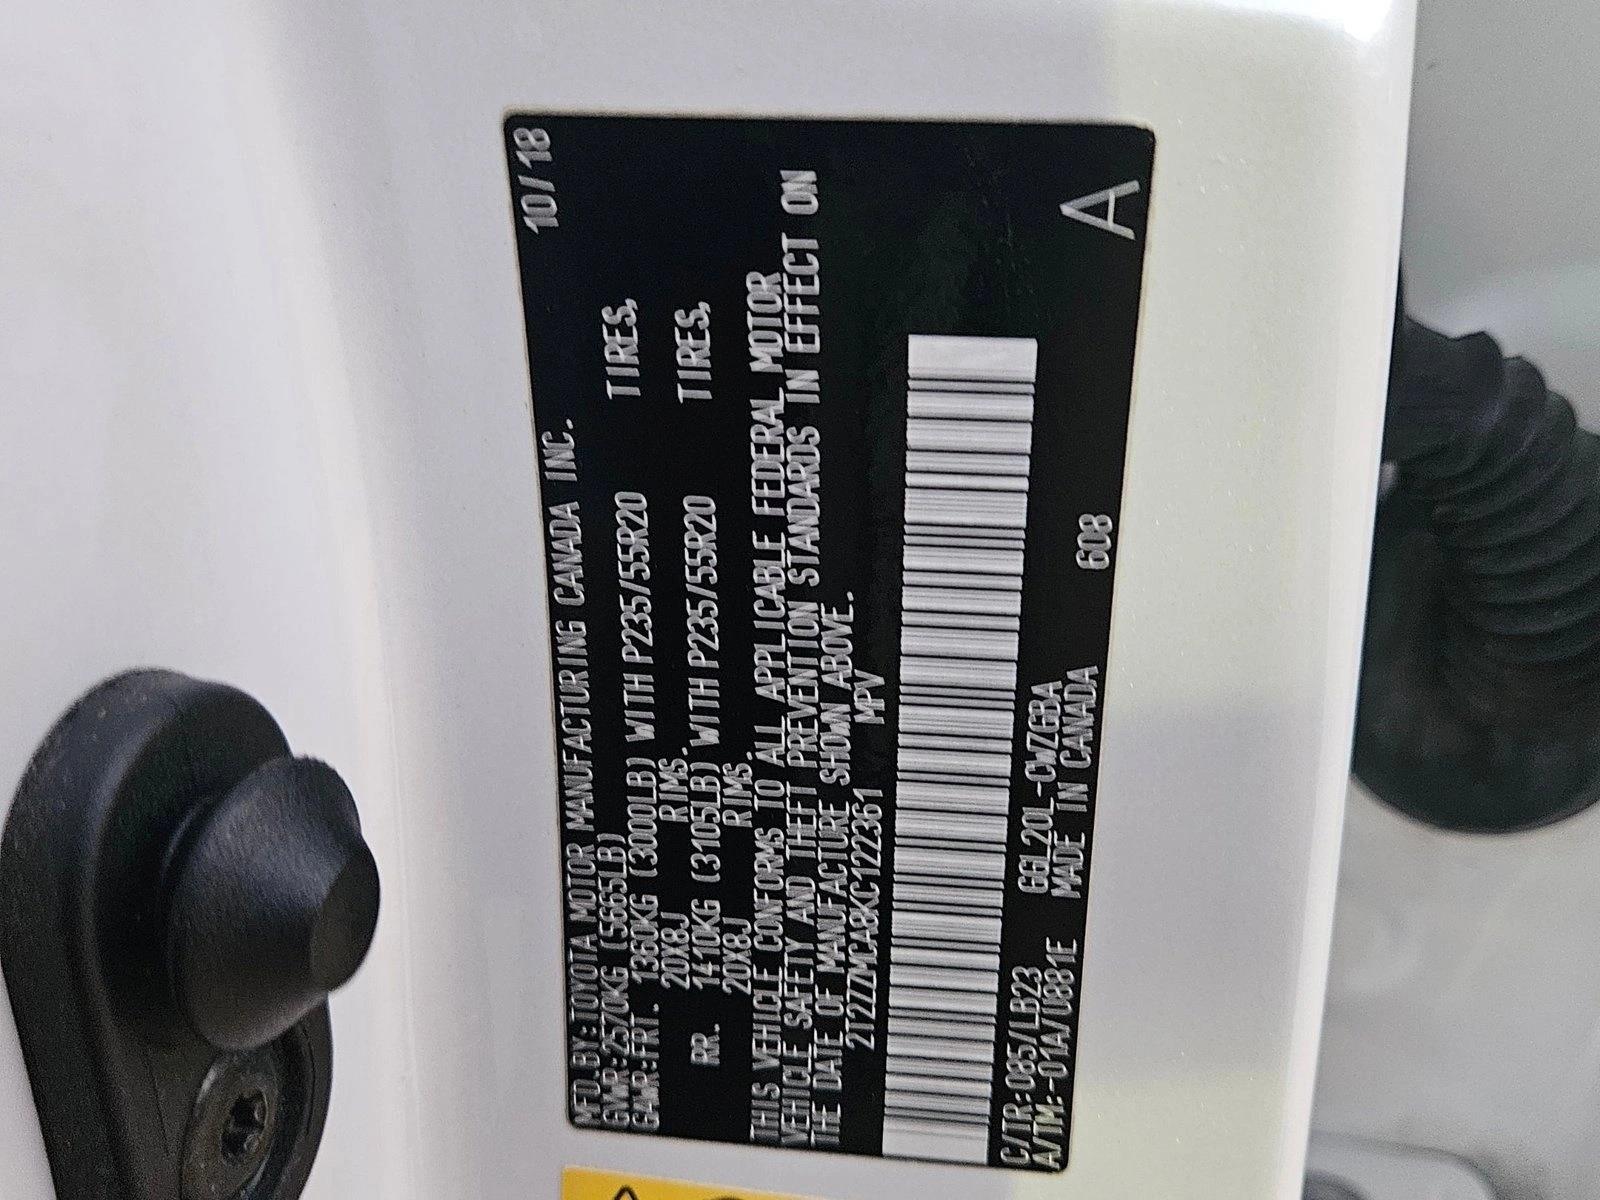 MFD.BY:TOYOTA MOTOR MANUFACTURING CANADA INC. 10/18
GVWR:2570KG (5665LB)
GAWR:FRT. 1360KG (3000LB) WITH P235/55R20 TIRES,
20X8J RIMS.
RR. 1410KG (3105LB) WITH P235/55R20 TIRES,
20X8J RIMS.
THIS VEHICLE CONFORMS TO ALL APPLICABLE FEDERAL MOTOR
VEHICLE SAFETY AND THEFT PREVENTION STANDARDS IN EFFECT ON
THE DATE OF MANUFACTURE SHOWN ABOVE.
2T2ZZMCA8KC122361 MPV
C/TR:085/LB23 GGL20L-CWZGBA
A/TM:-01A/U881E MADE IN CANADA 608 A